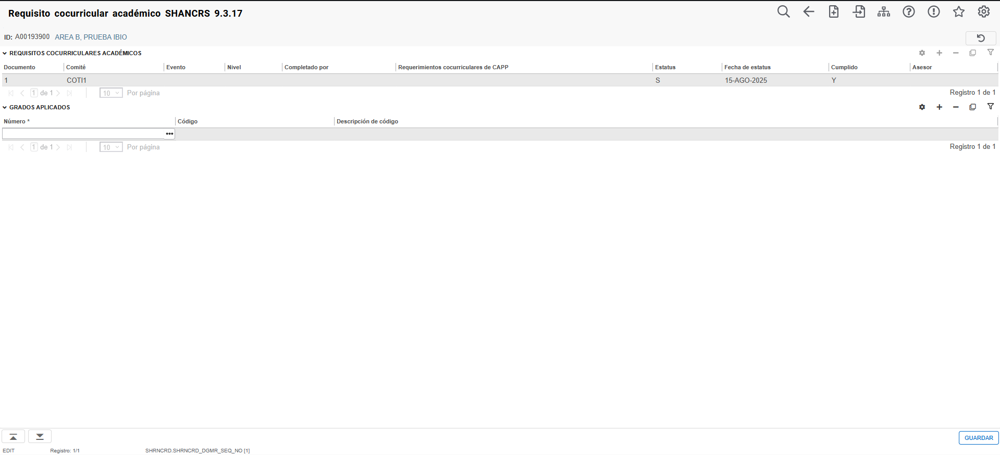 Requisito cocurricular académico SHANCRS 9.3.17
ID: A00193900 AREA B, PRUEBA IBIO
REQUISITOS COCURRICULARES ACADÉMICOS
Documento Comité Evento Nivel Completado por Requerimientos cocurriculares de CAPP Estatus Fecha de estatus Cumplido Asesor
1 COTI1 S 15-AGO-2025 Y
1 de 1 10 Por página Registro 1 de 1
GRADOS APLICADOS
Número * Código Descripción de código
1 de 1 10 Por página Registro 1 de 1
GUARDAR
EDIT Registro: 1/1 SHRNCRD.SHRNCRD_DGMR_SEQ_NO [1]